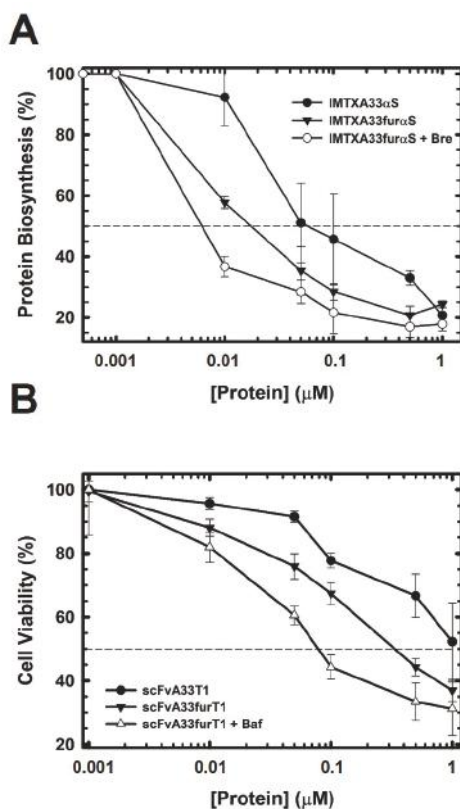 A
100
80
60
40
20
Protein Biosynthesis (%)
IMTXA33αS
IMTXA33furαS
IMTXA33furαS + Bre
0.001 0.01 0.1 1
[Protein] (μM)
B
100
80
60
40
20
Cell Viability (%)
scFvA33T1
scFvA33furT1
scFvA33furT1 + Baf
0.001 0.01 0.1 1
[Protein] (μM)